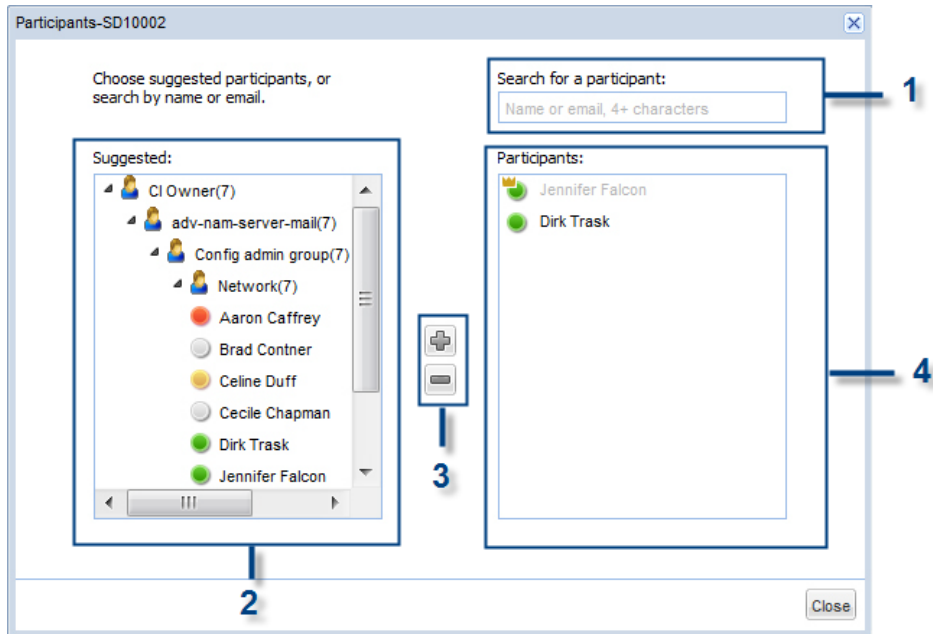 Participants-SD10002
Choose suggested participants, or
search by name or email.
Search for a participant:
Name or email, 4+ characters
1
Suggested:
CI Owner(7)
adv-nam-server-mail(7)
Config admin group(7)
Network(7)
Aaron Caffrey
Brad Contner
Celine Duff
Cecile Chapman
Dirk Trask
Jennifer Falcon
2
3
Participants:
Jennifer Falcon
Dirk Trask
4
Close